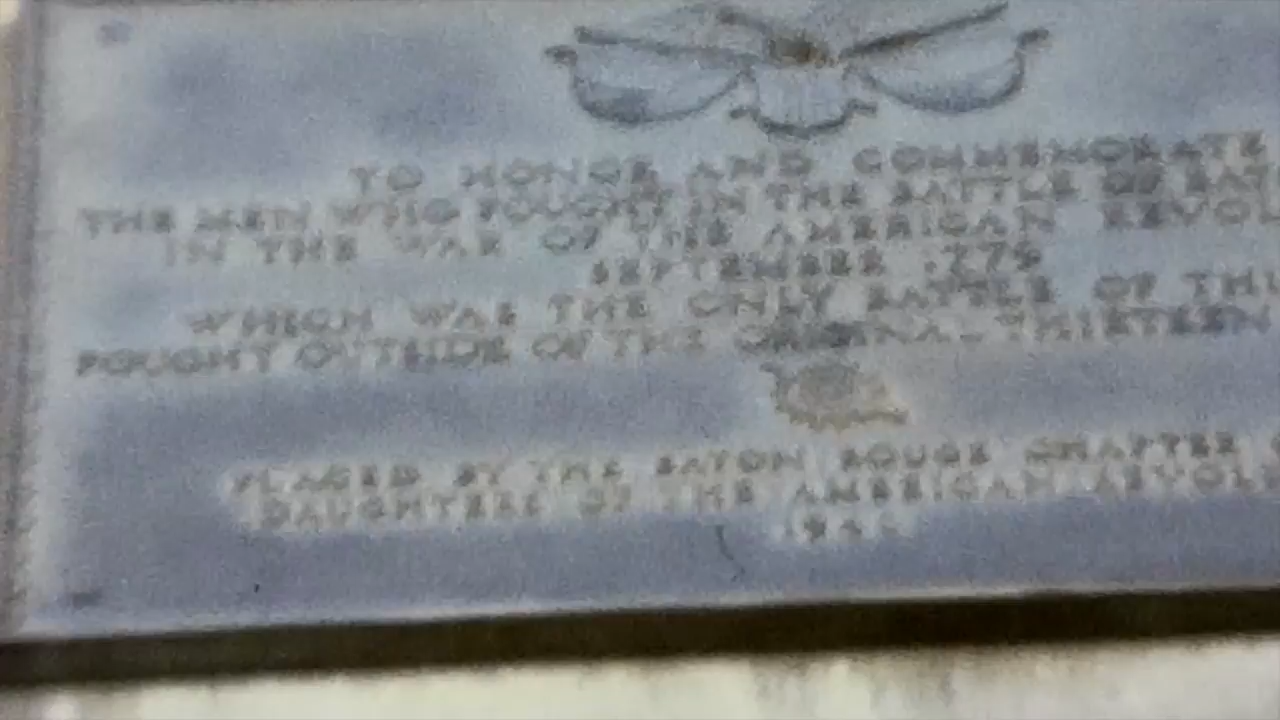 TO HONOR AND COMMEMORATE
THE MEN WHO FOUGHT IN THE BATTLE OF BAT
IN THE WAR OF THE AMERICAN REVOL
SEPTEMBER 1779
WHICH WAS THE ONLY BATTLE OF THI
FOUGHT OUTSIDE OF THE ORIGINAL THIRTEEN
PLACED BY THE BATON ROUGE CHAPTER
DAUGHTERS OF THE AMERICAN REVOL